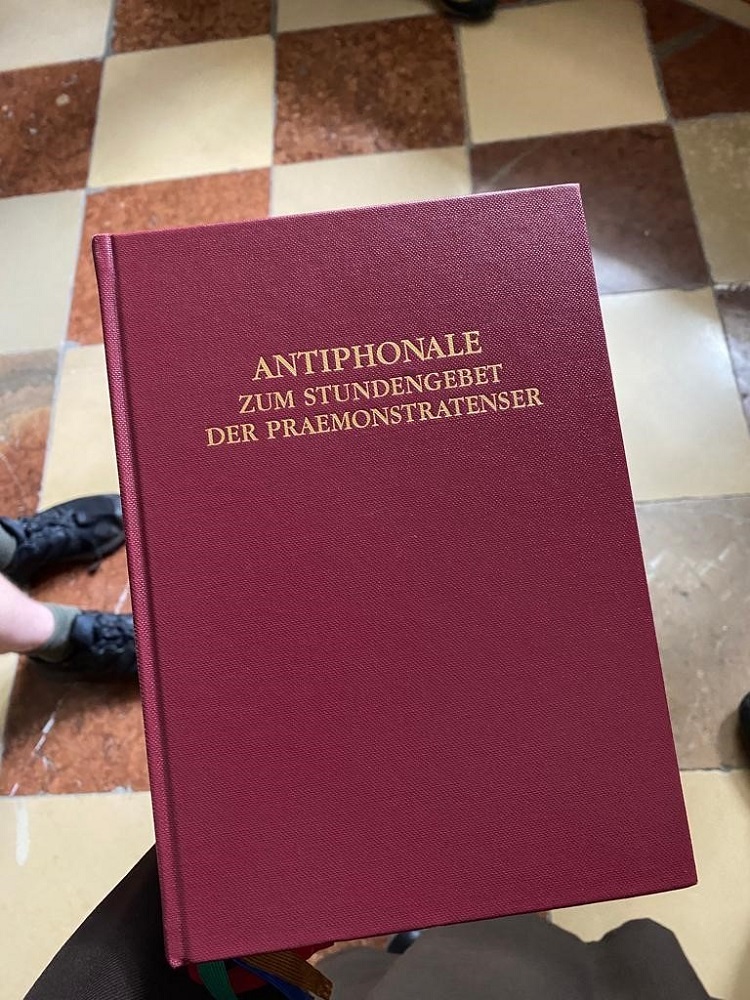 ANTIPHONALE
ZUM STUNDENGEBET
DER PRAEMONSTRATENSER